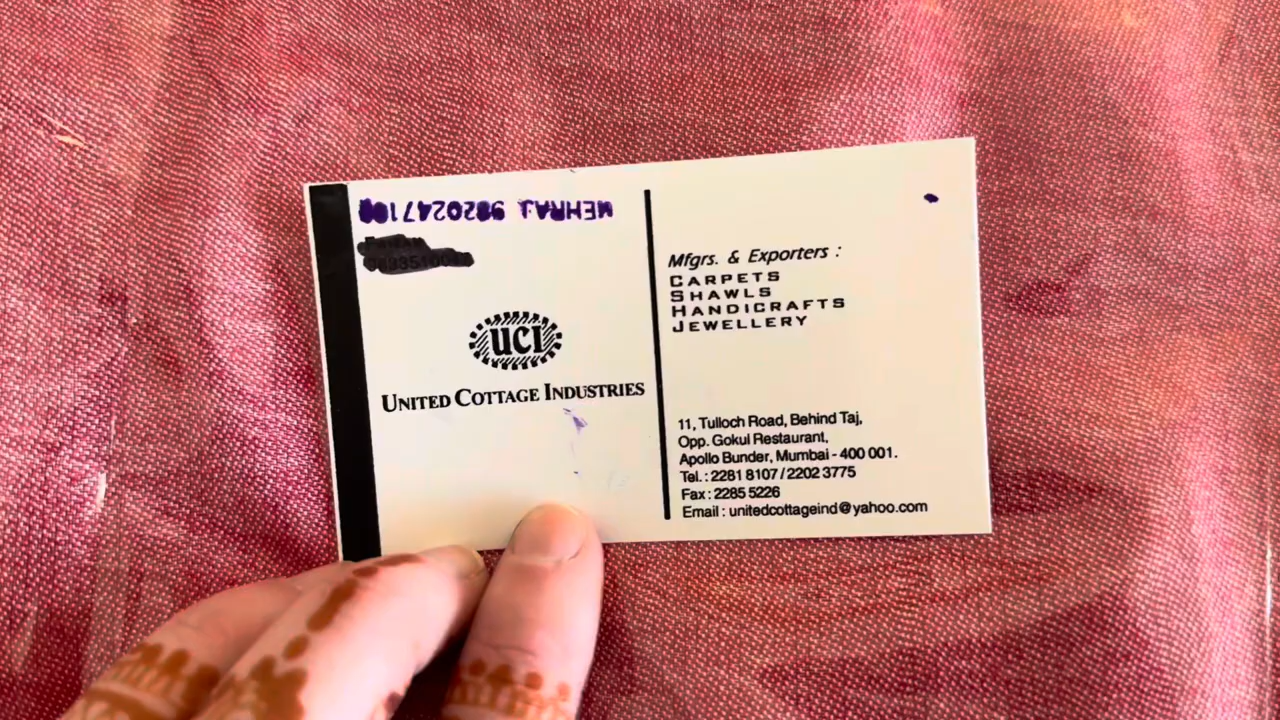 MEHRAJ
UCI
UNITED COTTAGE INDUSTRIES
Mfgrs. & Exporters :
CARPETS
SHAWLS
HANDICRAFTS
JEWELLERY
11, Tulloch Road, Behind Taj,
Opp. Gokul Restaurant,
Apollo Bunder, Mumbai - 400 001.
Tel. : 2281 8107 / 2202 3775
Fax : 2285 5226
Email : unitedcottageind@yahoo.com